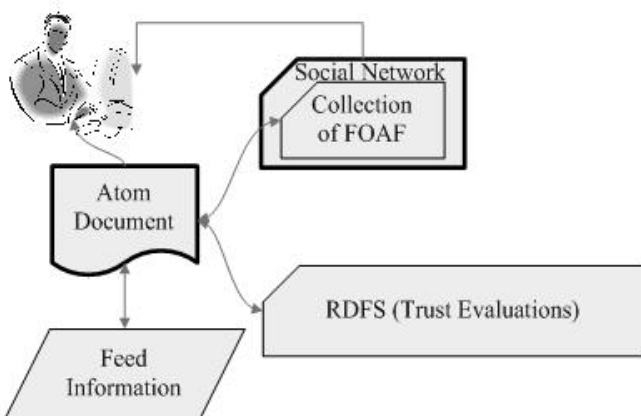 Social Network
Collection
of FOAF
Atom
Document
RDFS (Trust Evaluations)
Feed
Information